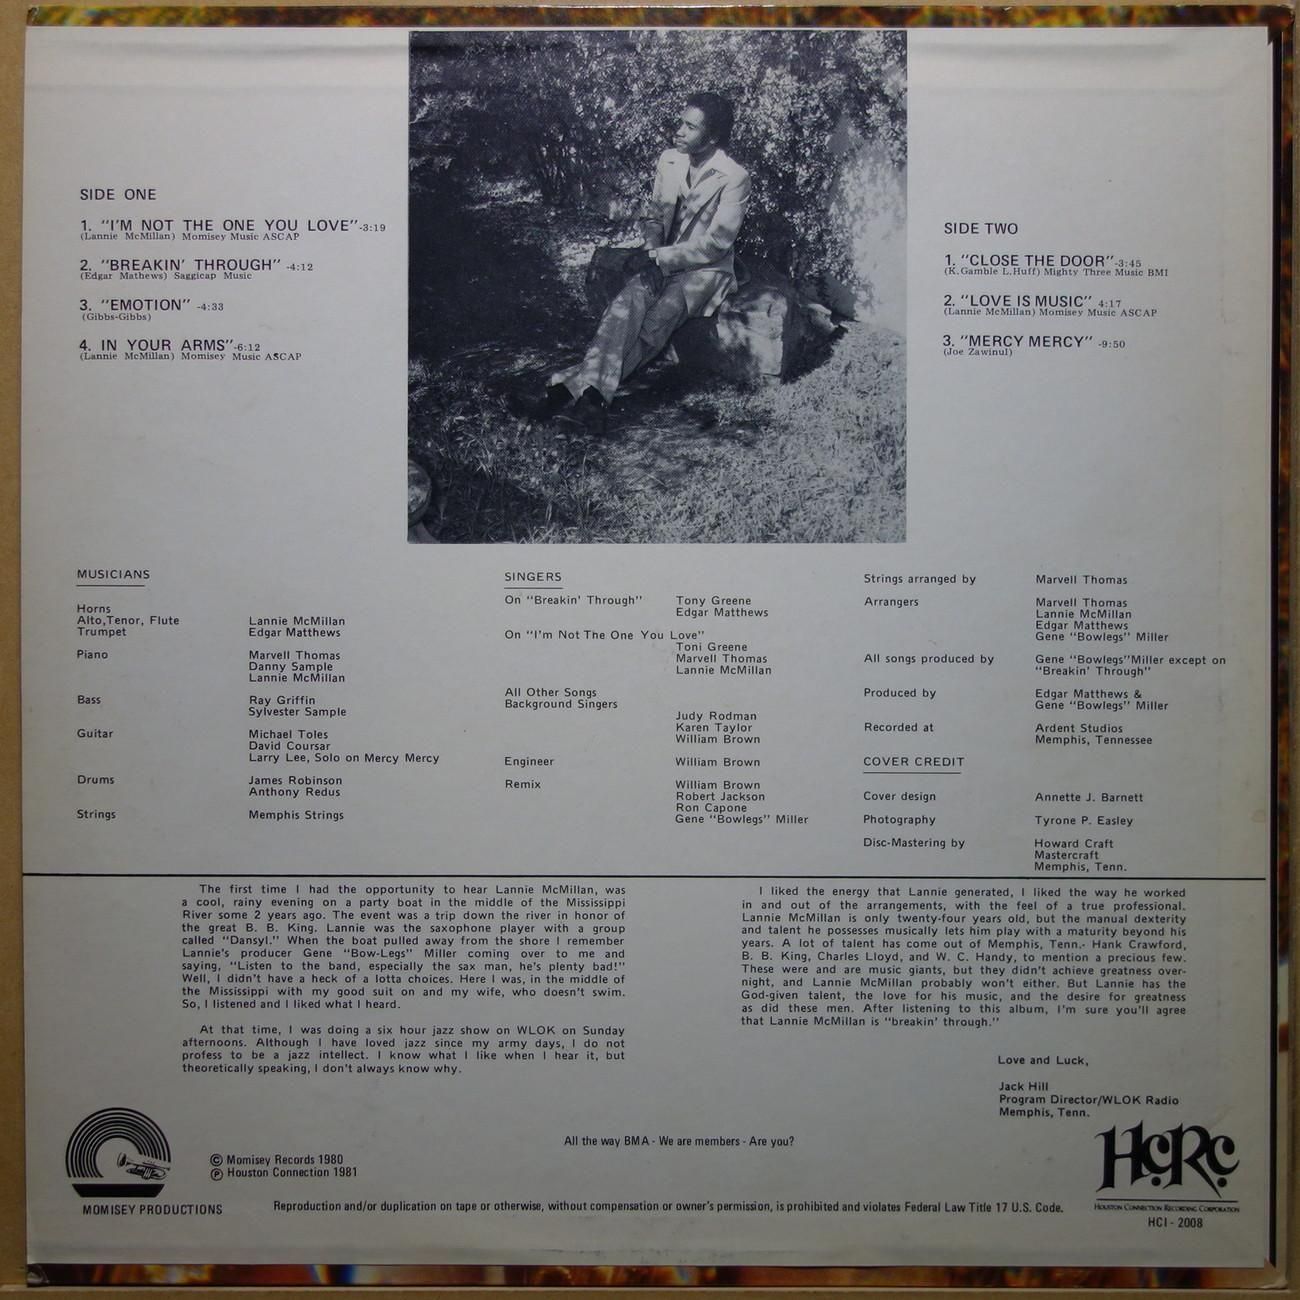 SIDE ONE
1. "I'M NOT THE ONE YOU LOVE"-3:19
(Lannie McMillan) Momisey Music ASCAP
2. "BREAKIN' THROUGH" -4:12
(Edgar Mathews) Saggicap Music
3. "EMOTION" -4:33
(Gibbs-Gibbs)
4. IN YOUR ARMS"-6:12
(Lannie McMillan) Momisey Music ASCAP
SIDE TWO
1. "CLOSE THE DOOR"-3:45
(K.Gamble L.Huff) Mighty Three Music BMI
2. "LOVE IS MUSIC" 4:17
(Lannie McMillan) Momisey Music ASCAP
3. "MERCY MERCY" -9:50
(Joe Zawinul)
MUSICIANS
Horns
Alto,Tenor, Flute Lannie McMillan
Trumpet Edgar Matthews
Piano Marvell Thomas
Danny Sample
Lannie McMillan
Bass Ray Griffin
Sylvester Sample
Guitar Michael Toles
David Coursar
Larry Lee, Solo on Mercy Mercy
Drums James Robinson
Anthony Redus
Strings Memphis Strings
SINGERS
On "Breakin' Through" Tony Greene
Edgar Matthews
On "I'm Not The One You Love"
Toni Greene
Marvell Thomas
Lannie McMillan
All Other Songs
Background Singers
Judy Rodman
Karen Taylor
William Brown
Engineer William Brown
Remix William Brown
Robert Jackson
Ron Capone
Gene "Bowlegs" Miller
Strings arranged by Marvell Thomas
Arrangers Marvell Thomas
Lannie McMillan
Edgar Matthews
Gene "Bowlegs" Miller
All songs produced by Gene "Bowlegs"Miller except on
"Breakin' Through"
Produced by Edgar Matthews &
Gene "Bowlegs" Miller
Recorded at Ardent Studios
Memphis, Tennessee
COVER CREDIT
Cover design Annette J. Barnett
Photography Tyrone P. Easley
Disc-Mastering by Howard Craft
Mastercraft
Memphis, Tenn.
The first time I had the opportunity to hear Lannie McMillan, was
a cool, rainy evening on a party boat in the middle of the Mississippi
River some 2 years ago. The event was a trip down the river in honor of
the great B. B. King. Lannie was the saxophone player with a group
called "Dansyl." When the boat pulled away from the shore I remember
Lannie's producer Gene "Bow-Legs" Miller coming over to me and
saying, "Listen to the band, especially the sax man, he's plenty bad!"
Well, I didn't have a heck of a lotta choices. Here I was, in the middle of
the Mississippi with my good suit on and my wife, who doesn't swim.
So, I listened and I liked what I heard.
At that time, I was doing a six hour jazz show on WLOK on Sunday
afternoons. Although I have loved jazz since my army days, I do not
profess to be a jazz intellect. I know what I like when I hear it, but
theoretically speaking, I don't always know why.
I liked the energy that Lannie generated, I liked the way he worked
in and out of the arrangements, with the feel of a true professional.
Lannie McMillan is only twenty-four years old, but the manual dexterity
and talent he possesses musically lets him play with a maturity beyond his
years. A lot of talent has come out of Memphis, Tenn.- Hank Crawford,
B. B. King, Charles Lloyd, and W. C. Handy, to mention a precious few.
These were and are music giants, but they didn't achieve greatness over-
night, and Lannie McMillan probably won't either. But Lannie has the
God-given talent, the love for his music, and the desire for greatness
as did these men. After listening to this album, I'm sure you'll agree
that Lannie McMillan is "breakin' through."
Love and Luck,
Jack Hill
Program Director/WLOK Radio
Memphis, Tenn.
All the way BMA - We are members - Are you?
© Momisey Records 1980
℗ Houston Connection 1981
MOMISEY PRODUCTIONS
Reproduction and/or duplication on tape or otherwise, without compensation or owner's permission, is prohibited and violates Federal Law Title 17 U.S. Code.
HCRC
HOUSTON CONNECTION RECORDING CORPORATION
HCI - 2008